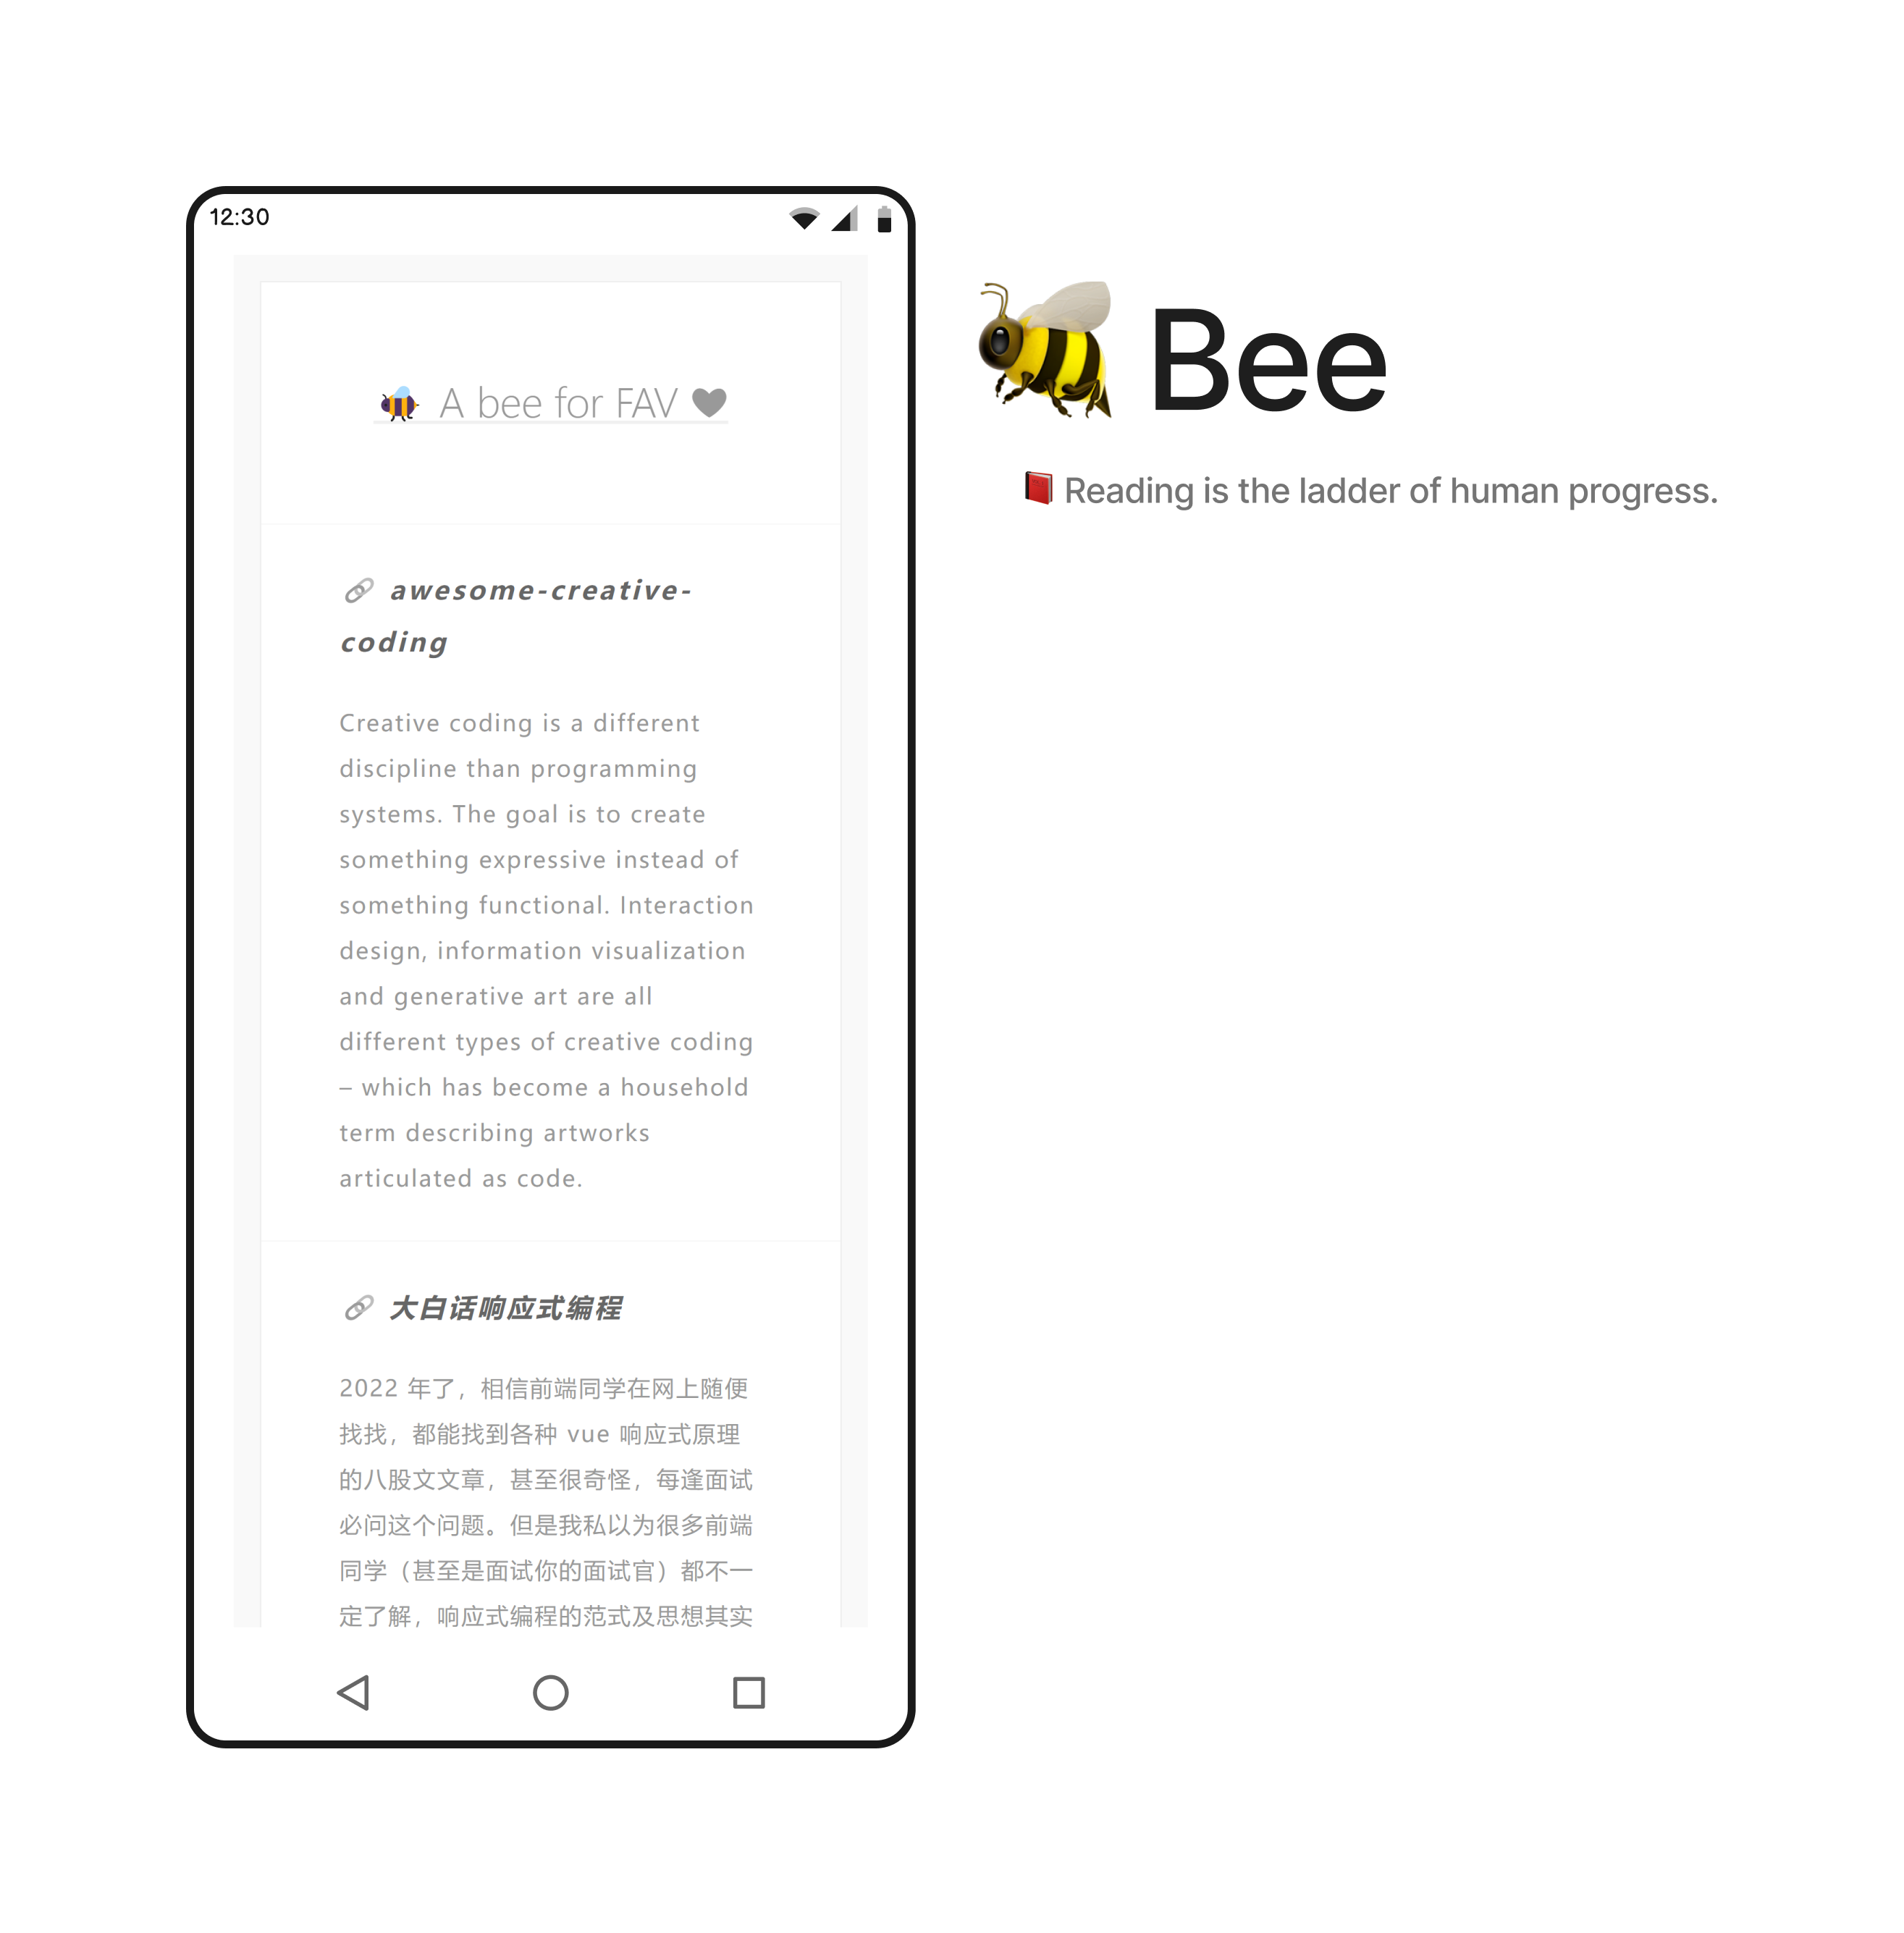 12:30
🐝 A bee for FAV ♥
🔗 awesome-creative-
coding
Creative coding is a different
discipline than programming
systems. The goal is to create
something expressive instead of
something functional. Interaction
design, information visualization
and generative art are all
different types of creative coding
– which has become a household
term describing artworks
articulated as code.
🔗 大白话响应式编程
2022 年了，相信前端同学在网上随便
找找，都能找到各种 vue 响应式原理
的八股文文章，甚至很奇怪，每逢面试
必问这个问题。但是我私以为很多前端
同学（甚至是面试你的面试官）都不一
定了解，响应式编程的范式及思想其实
🐝 Bee
📕 Reading is the ladder of human progress.